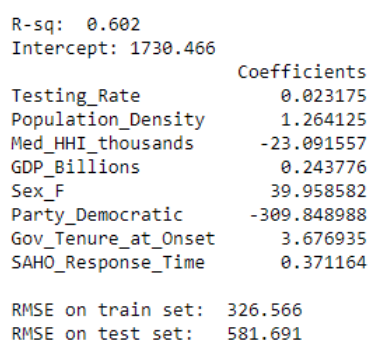 R-sq: 0.602
Intercept: 1730.466
Coefficients
Testing_Rate 0.023175
Population_Density 1.264125
Med_HHI_thousands -23.091557
GDP_Billions 0.243776
Sex_F 39.958582
Party_Democratic -309.848988
Gov_Tenure_at_Onset 3.676935
SAHO_Response_Time 0.371164
RMSE on train set: 326.566
RMSE on test set: 581.691